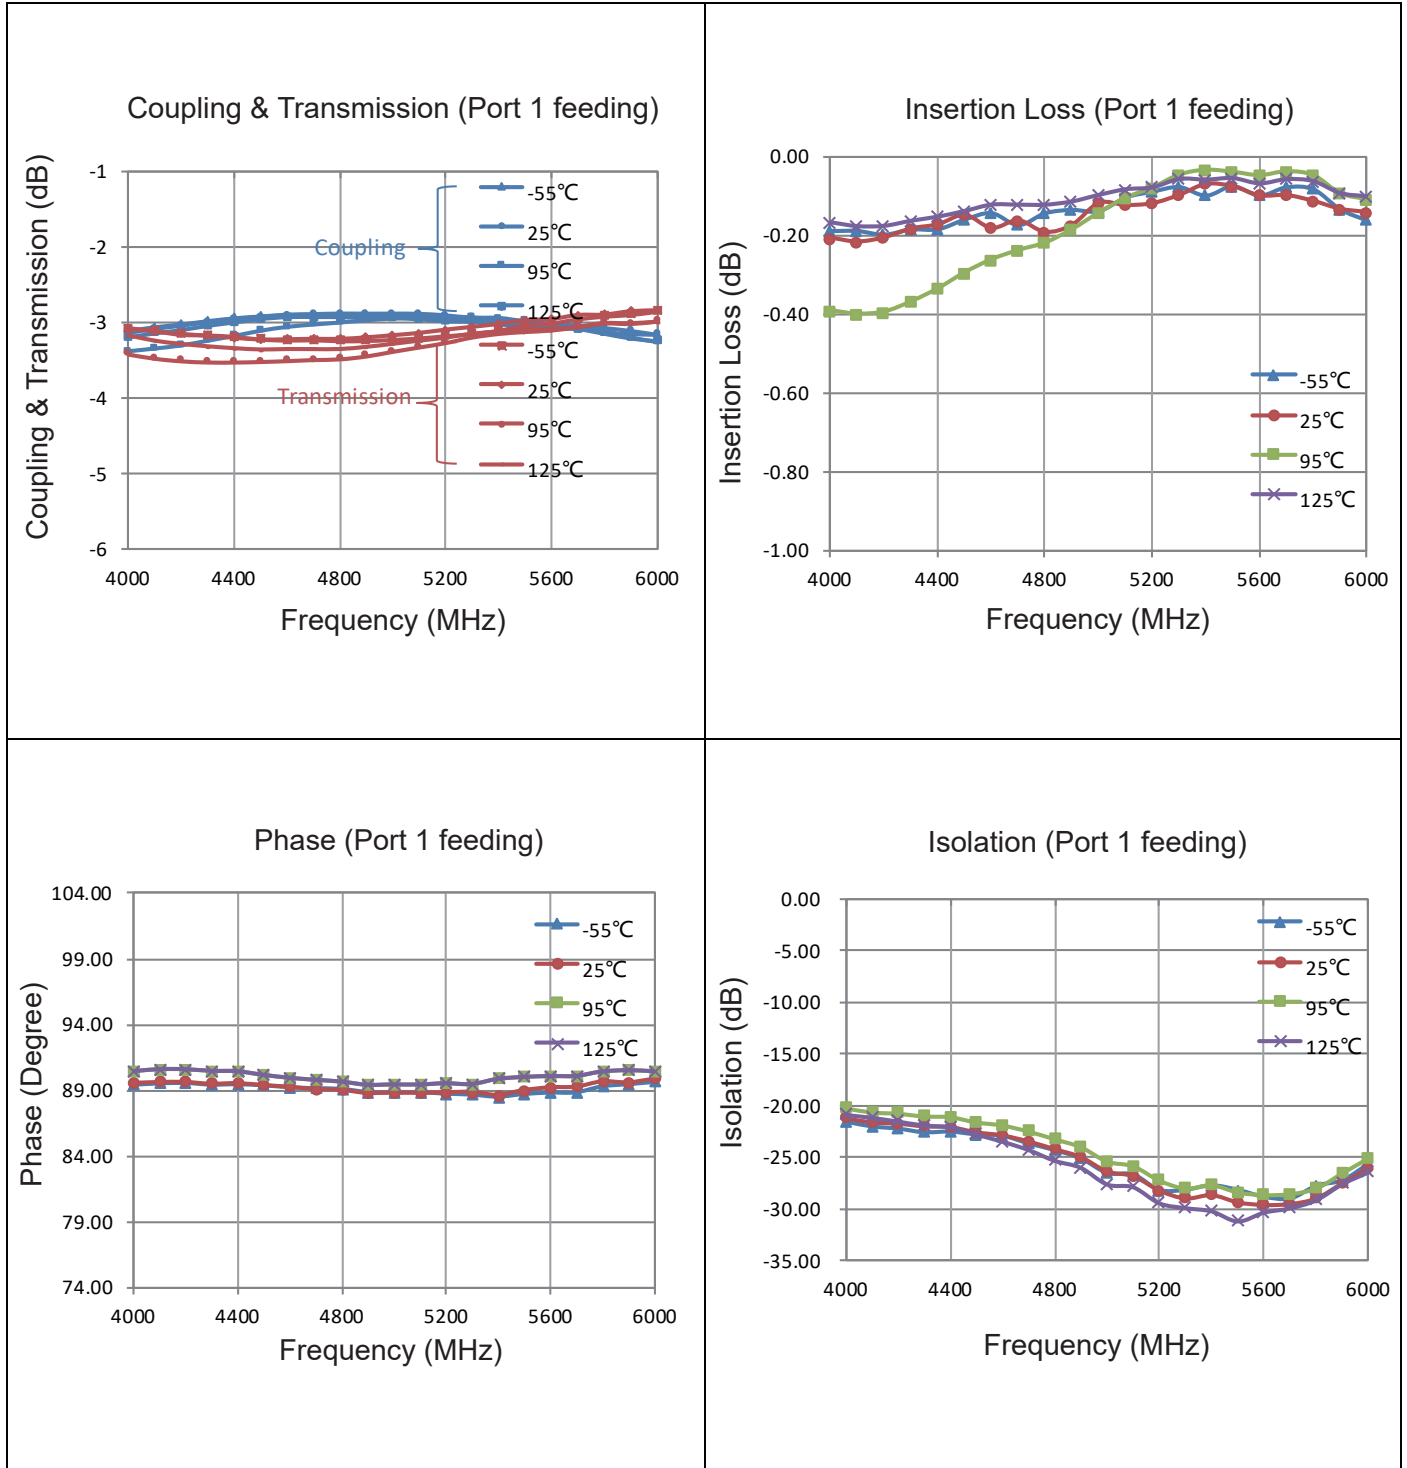 Coupling & Transmission (Port 1 feeding)
Coupling & Transmission (dB)
-1
-2
-3
-4
-5
-6
Coupling
Transmission
-55℃
25℃
95℃
125℃
-55℃
25℃
95℃
125℃
4000 4400 4800 5200 5600 6000
Frequency (MHz)
Insertion Loss (Port 1 feeding)
Insertion Loss (dB)
0.00
-0.20
-0.40
-0.60
-0.80
-1.00
-55℃
25℃
95℃
125℃
4000 4400 4800 5200 5600 6000
Frequency (MHz)
Phase (Port 1 feeding)
Phase (Degree)
104.00
99.00
94.00
89.00
84.00
79.00
74.00
-55℃
25℃
95℃
125℃
4000 4400 4800 5200 5600 6000
Frequency (MHz)
Isolation (Port 1 feeding)
Isolation (dB)
0.00
-5.00
-10.00
-15.00
-20.00
-25.00
-30.00
-35.00
-55℃
25℃
95℃
125℃
4000 4400 4800 5200 5600 6000
Frequency (MHz)